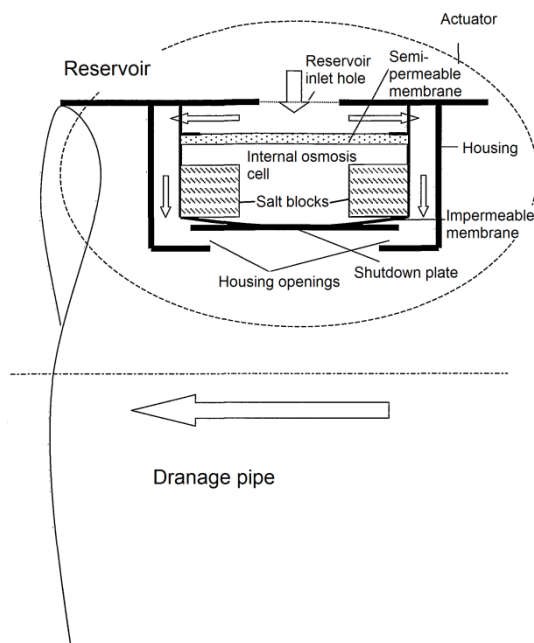 Actuator
Reservoir
Reservoir
inlet hole
Semi-
permeable
membrane
Housing
Internal osmosis
cell
Salt blocks
Impermeable
membrane
Shutdown plate
Housing openings
Dranage pipe